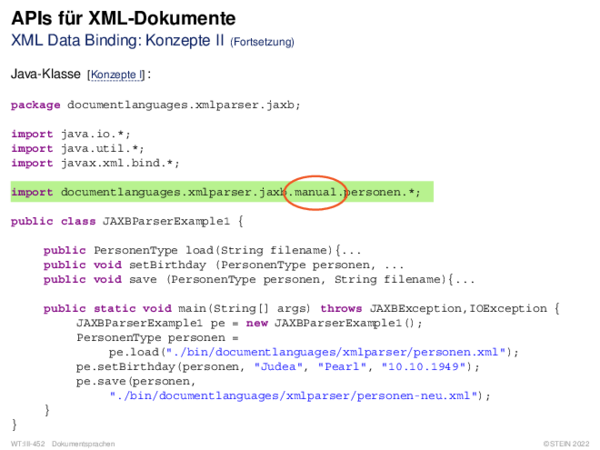 APIs für XML-Dokumente
XML Data Binding: Konzepte II (Fortsetzung)
Java-Klasse [Konzepte I]:
package documentlanguages.xmlparser.jaxb;
import java.io.*;
import java.util.*;
import javax.xml.bind.*;
import documentlanguages.xmlparser.jaxb.manual.personen.*;
public class JAXBParserExample1 {
public PersonenType load(String filename){...
public void setBirthday (PersonenType personen, ...
public void save (PersonenType personen, String filename){...
public static void main(String[] args) throws JAXBException,IOException {
JAXBParserExample1 pe = new JAXBParserExample1();
PersonenType personen =
pe.load("./bin/documentlanguages/xmlparser/personen.xml");
pe.setBirthday(personen, "Judea", "Pearl", "10.10.1949");
pe.save(personen,
"./bin/documentlanguages/xmlparser/personen-neu.xml");
}
}
WT:III-452 Dokumentsprachen ©STEIN 2022